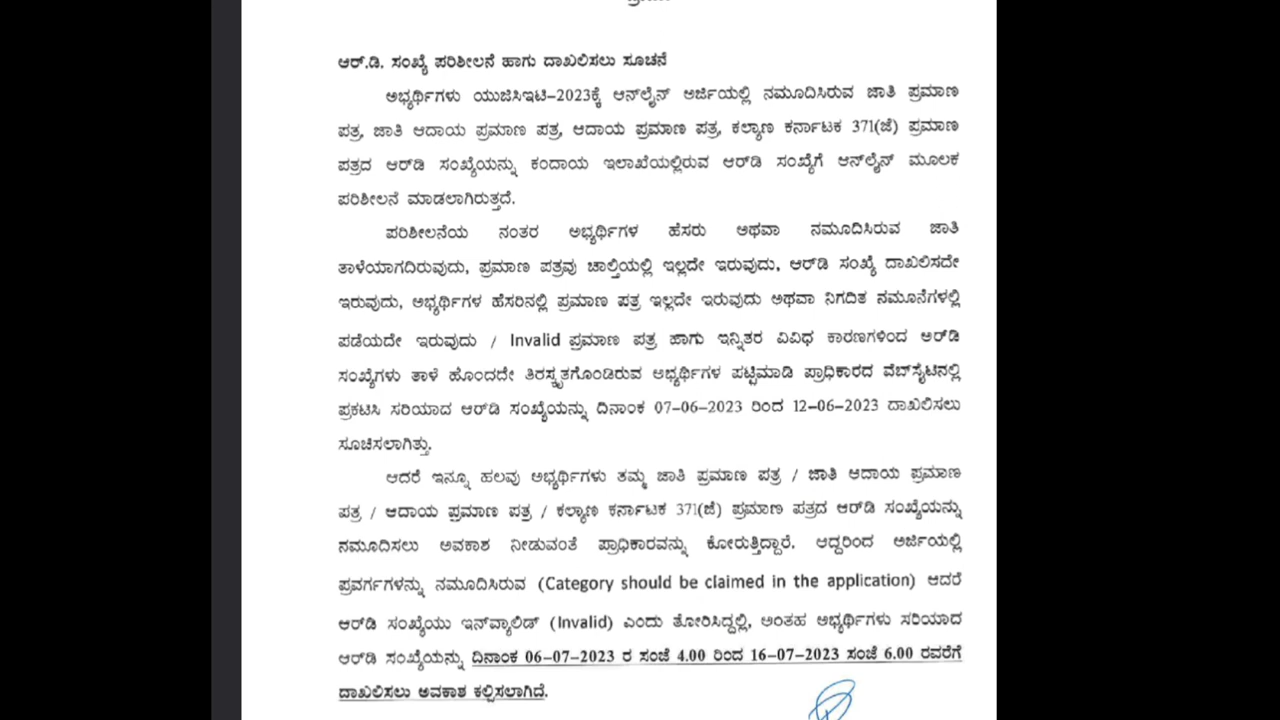 ಆರ್.ಡಿ. ಸಂಖ್ಯೆ ಪರಿಶೀಲನೆ ಹಾಗು ದಾಖಲಿಸಲು ಸೂಚನೆ
ಅಭ್ಯರ್ಥಿಗಳು ಯುಜಿಸಿಇಟಿ–2023ಕ್ಕೆ ಆನ್‌ಲೈನ್ ಅರ್ಜಿಯಲ್ಲಿ ನಮೂದಿಸಿರುವ ಜಾತಿ ಪ್ರಮಾಣ
ಪತ್ರ, ಜಾತಿ ಆದಾಯ ಪ್ರಮಾಣ ಪತ್ರ, ಆದಾಯ ಪ್ರಮಾಣ ಪತ್ರ, ಕಲ್ಯಾಣ ಕರ್ನಾಟಕ 371(ಜೆ) ಪ್ರಮಾಣ
ಪತ್ರದ ಆರ್‌ಡಿ ಸಂಖ್ಯೆಯನ್ನು ಕಂದಾಯ ಇಲಾಖೆಯಲ್ಲಿರುವ ಆರ್‌ಡಿ ಸಂಖ್ಯೆಗೆ ಆನ್‌ಲೈನ್ ಮೂಲಕ
ಪರಿಶೀಲನೆ ಮಾಡಲಾಗಿರುತ್ತದೆ.
ಪರಿಶೀಲನೆಯ ನಂತರ ಅಭ್ಯರ್ಥಿಗಳ ಹೆಸರು ಅಥವಾ ನಮೂದಿಸಿರುವ ಜಾತಿ
ತಾಳೆಯಾಗದಿರುವುದು, ಪ್ರಮಾಣ ಪತ್ರವು ಚಾಲ್ತಿಯಲ್ಲಿ ಇಲ್ಲದೇ ಇರುವುದು, ಆರ್‌ಡಿ ಸಂಖ್ಯೆ ದಾಖಲಿಸದೇ
ಇರುವುದು, ಅಭ್ಯರ್ಥಿಗಳ ಹೆಸರಿನಲ್ಲಿ ಪ್ರಮಾಣ ಪತ್ರ ಇಲ್ಲದೇ ಇರುವುದು ಅಥವಾ ನಿಗದಿತ ನಮೂನೆಗಳಲ್ಲಿ
ಪಡೆಯದೇ ಇರುವುದು / Invalid ಪ್ರಮಾಣ ಪತ್ರ ಹಾಗು ಇನ್ನಿತರ ವಿವಿಧ ಕಾರಣಗಳಿಂದ ಆರ್‌ಡಿ
ಸಂಖ್ಯೆಗಳು ತಾಳೆ ಹೊಂದದೇ ತಿರಸ್ಕೃತಗೊಂಡಿರುವ ಅಭ್ಯರ್ಥಿಗಳ ಪಟ್ಟಿಮಾಡಿ ಪ್ರಾಧಿಕಾರದ ವೆಬ್‌ಸೈಟಿನಲ್ಲಿ
ಪ್ರಕಟಿಸಿ ಸರಿಯಾದ ಆರ್‌ಡಿ ಸಂಖ್ಯೆಯನ್ನು ದಿನಾಂಕ 07–06–2023 ರಿಂದ 12–06–2023 ದಾಖಲಿಸಲು
ಸೂಚಿಸಲಾಗಿತ್ತು.
ಆದರೆ ಇನ್ನೂ ಹಲವು ಅಭ್ಯರ್ಥಿಗಳು ತಮ್ಮ ಜಾತಿ ಪ್ರಮಾಣ ಪತ್ರ / ಜಾತಿ ಆದಾಯ ಪ್ರಮಾಣ
ಪತ್ರ / ಆದಾಯ ಪ್ರಮಾಣ ಪತ್ರ / ಕಲ್ಯಾಣ ಕರ್ನಾಟಕ 371(ಜೆ) ಪ್ರಮಾಣ ಪತ್ರದ ಆರ್‌ಡಿ ಸಂಖ್ಯೆಯನ್ನು
ನಮೂದಿಸಲು ಅವಕಾಶ ನೀಡುವಂತೆ ಪ್ರಾಧಿಕಾರವನ್ನು ಕೋರುತ್ತಿದ್ದಾರೆ. ಆದ್ದರಿಂದ ಅರ್ಜಿಯಲ್ಲಿ
ಪ್ರವರ್ಗಗಳನ್ನು ನಮೂದಿಸಿರುವ (Category should be claimed in the application) ಆದರೆ
ಆರ್‌ಡಿ ಸಂಖ್ಯೆಯು ಇನ್‌ವ್ಯಾಲಿಡ್ (Invalid) ಎಂದು ತೋರಿಸಿದ್ದಲ್ಲಿ, ಅಂತಹ ಅಭ್ಯರ್ಥಿಗಳು ಸರಿಯಾದ
ಆರ್‌ಡಿ ಸಂಖ್ಯೆಯನ್ನು ದಿನಾಂಕ 06–07–2023 ರ ಸಂಜೆ 4.00 ರಿಂದ 16–07–2023 ಸಂಜೆ 6.00 ರವರೆಗೆ
ದಾಖಲಿಸಲು ಅವಕಾಶ ಕಲ್ಪಿಸಲಾಗಿದೆ.